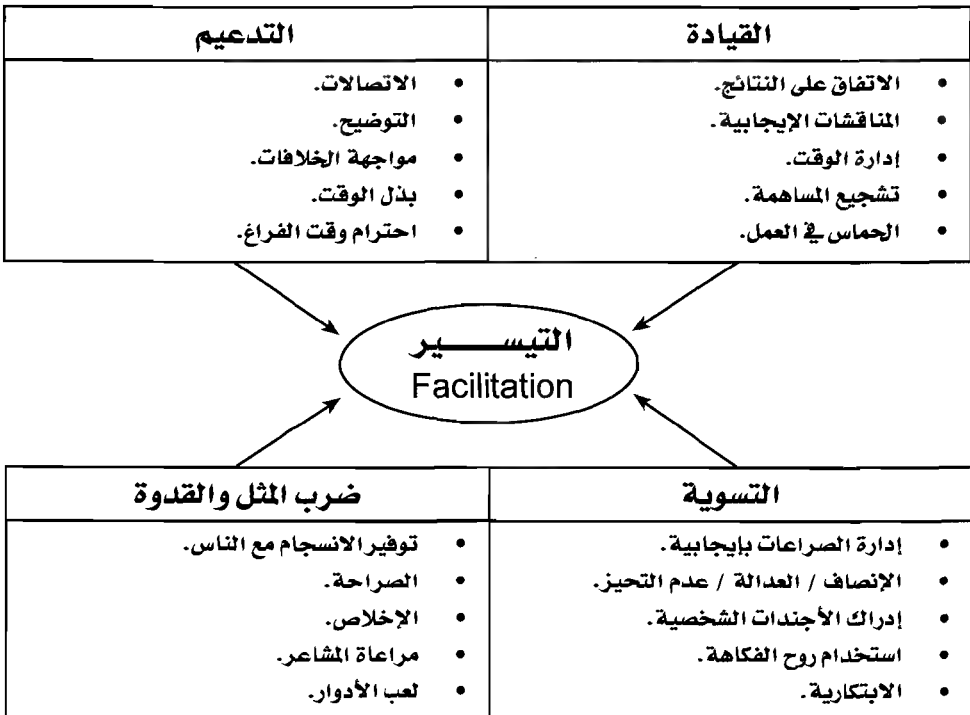 القيادة
الاتفاق على النتائج.
المناقشات الإيجابية.
إدارة الوقت.
تشجيع المساهمة.
الحماس في العمل.
التدعيم
الاتصالات.
التوضيح.
مواجهة الخلافات.
بذل الوقت.
احترام وقت الفراغ.
التيســـــير
Facilitation
التسوية
إدارة الصراعات بإيجابية.
الإنصاف / العدالة / عدم التحيز.
إدراك الأجندات الشخصية.
استخدام روح الفكاهة.
الابتكارية.
ضرب المثل والقدوة
توفير الانسجام مع الناس.
الصراحة.
الإخلاص.
مراعاة المشاعر.
لعب الأدوار.